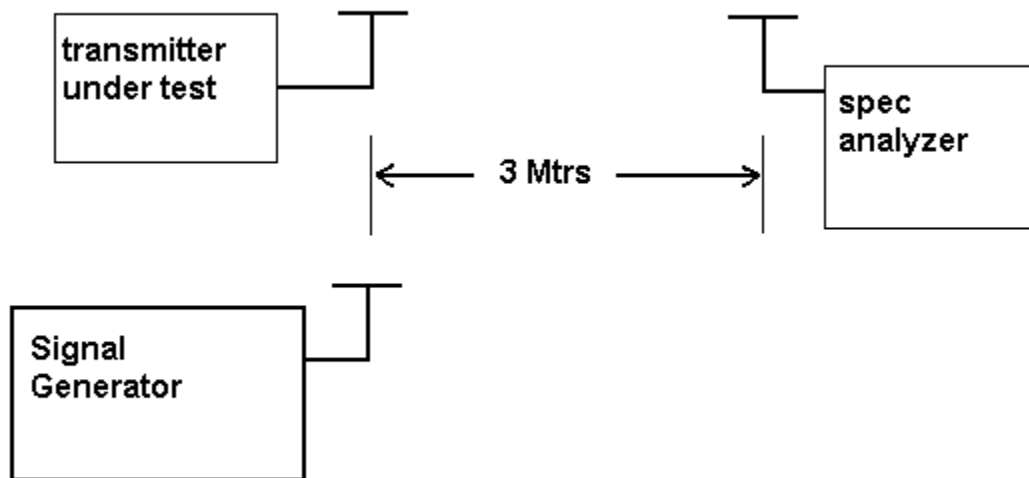 transmitter
under test
spec
analyzer
3 Mtrs
Signal
Generator